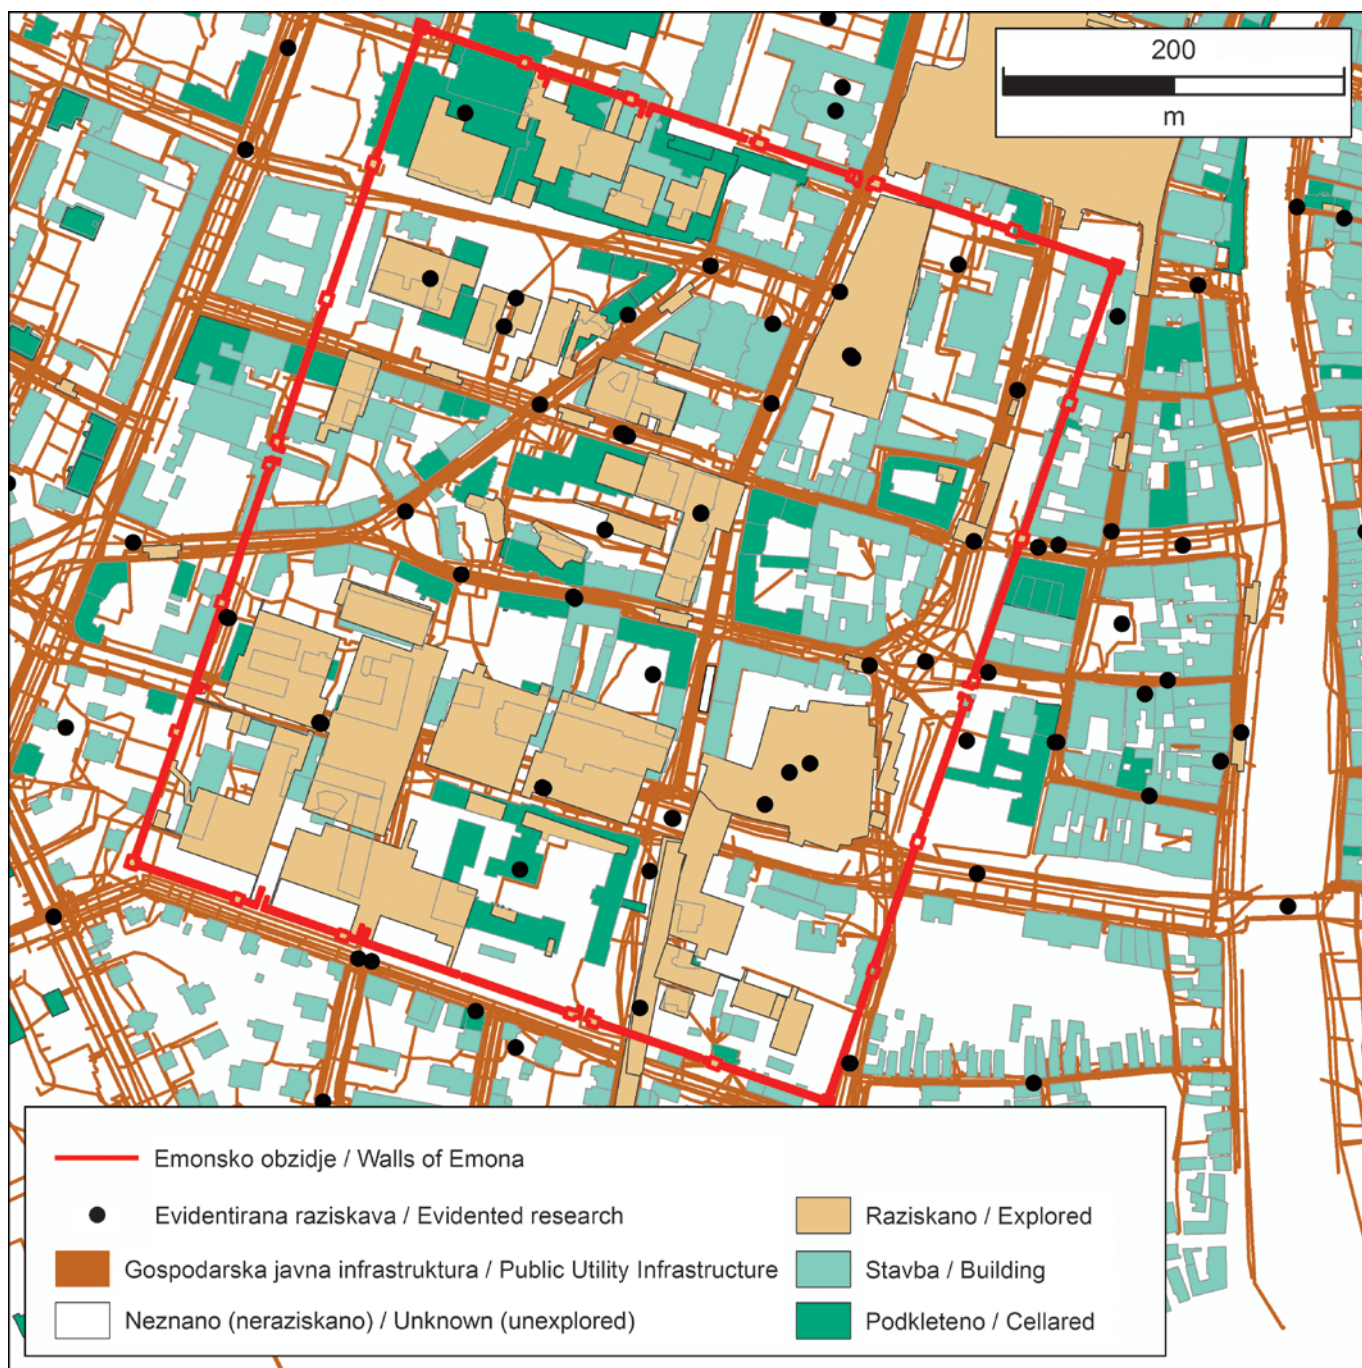 200
m
Emonsko obzidje / Walls of Emona
Evidentirana raziskava / Evidented research
Gospodarska javna infrastruktura / Public Utility Infrastructure
Neznano (neraziskano) / Unknown (unexplored)
Raziskano / Explored
Stavba / Building
Podkleteno / Cellared